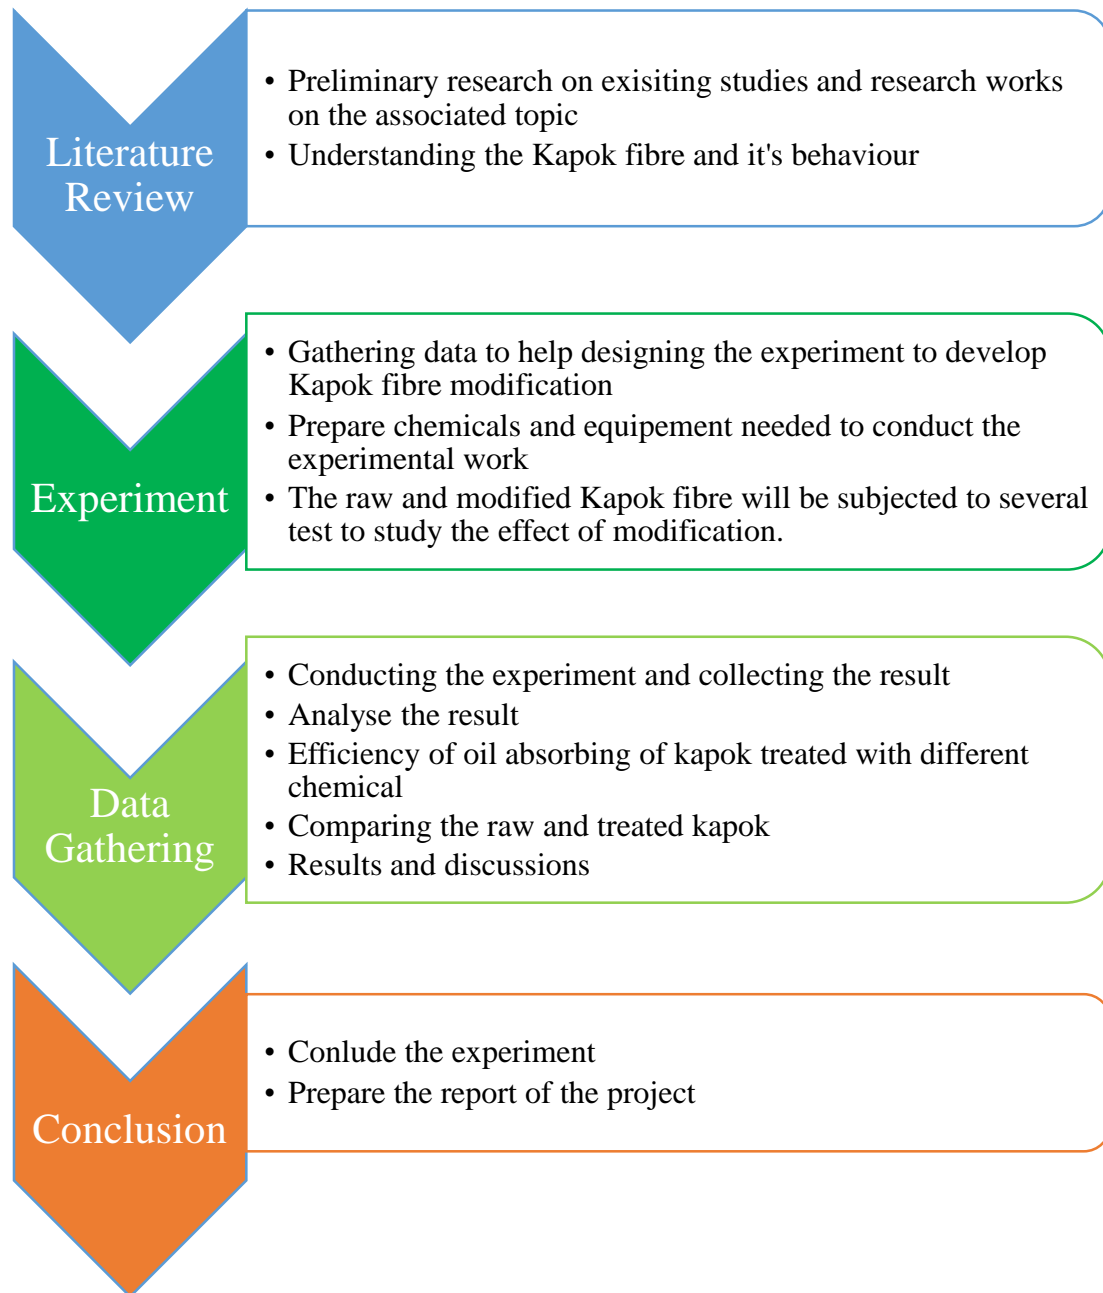 Literature
Review
• Preliminary research on exisiting studies and research works
on the associated topic
• Understanding the Kapok fibre and it's behaviour
Experiment
• Gathering data to help designing the experiment to develop
Kapok fibre modification
• Prepare chemicals and equipement needed to conduct the
experimental work
• The raw and modified Kapok fibre will be subjected to several
test to study the effect of modification.
Data
Gathering
• Conducting the experiment and collecting the result
• Analyse the result
• Efficiency of oil absorbing of kapok treated with different
chemical
• Comparing the raw and treated kapok
• Results and discussions
Conclusion
• Conlude the experiment
• Prepare the report of the project